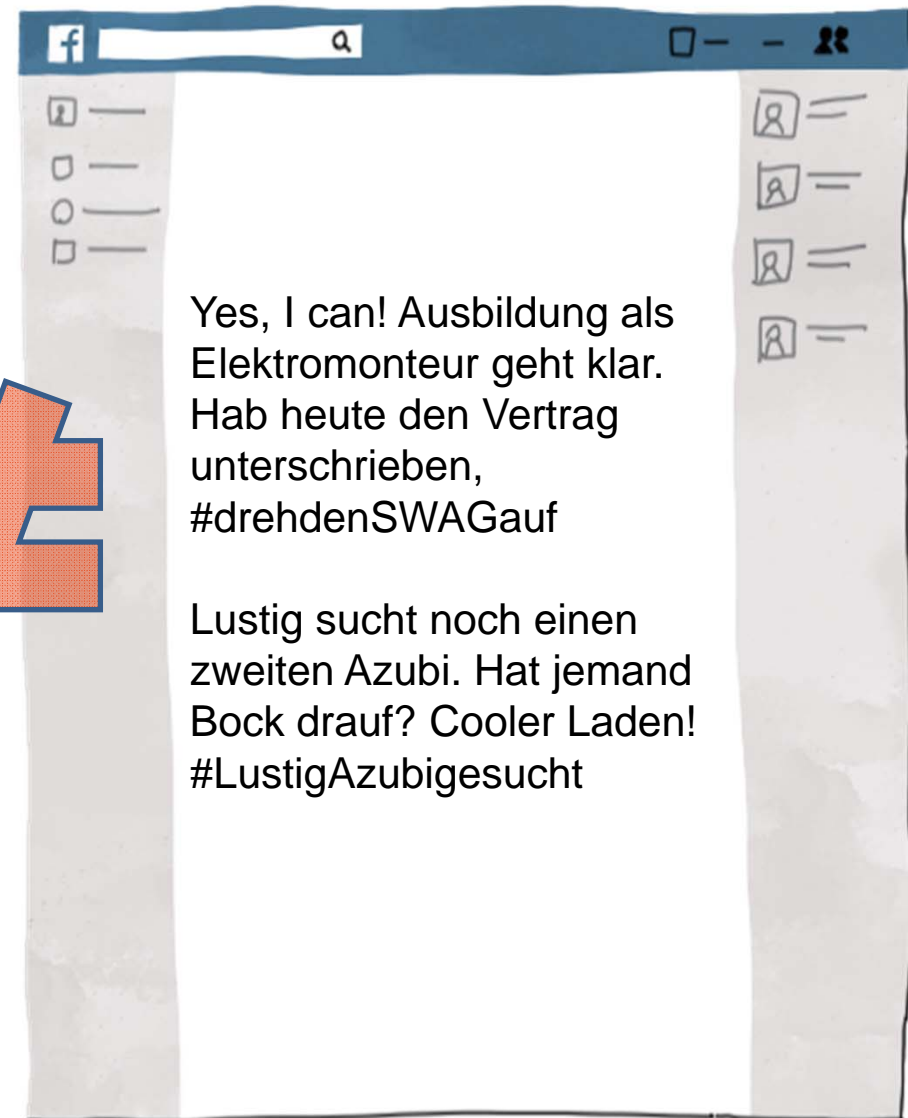 f
Yes, I can! Ausbildung als
Elektromonteur geht klar.
Hab heute den Vertrag
unterschrieben,
#drehdenSWAGauf
Lustig sucht noch einen
zweiten Azubi. Hat jemand
Bock drauf? Cooler Laden!
#LustigAzubigesucht